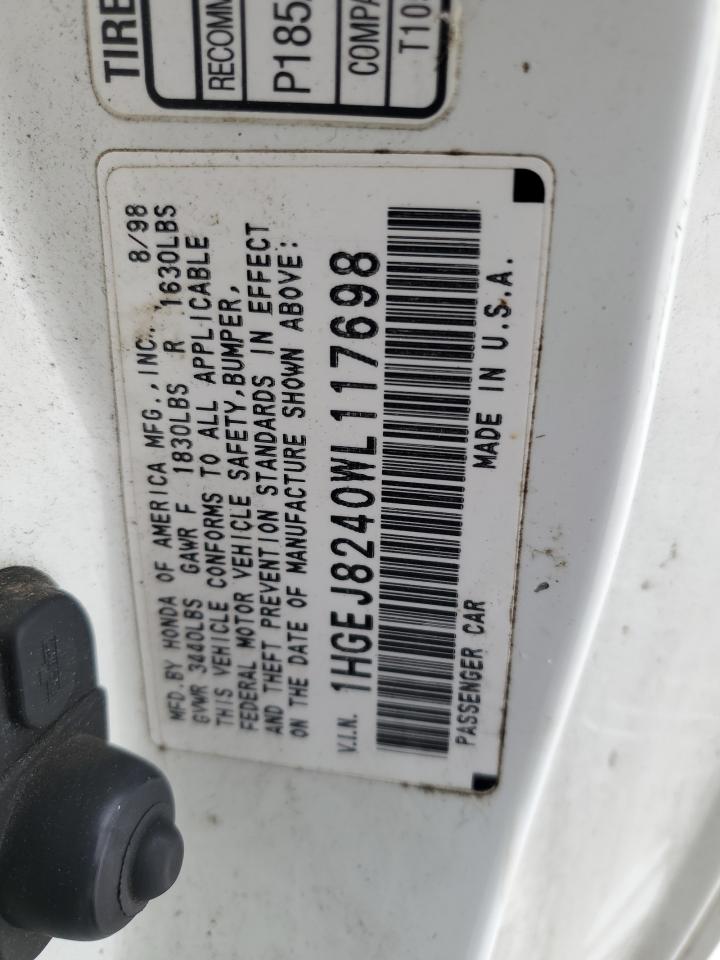 TIRE
RECOMM
P185
COMPA
MFD.BY HONDA OF AMERICA MFG.,INC. 8/98
GVWR 3440LBS GAWR F 1830LBS R 1630LBS
THIS VEHICLE CONFORMS TO ALL APPLICABLE
FEDERAL MOTOR VEHICLE SAFETY,BUMPER,
AND THEFT PREVENTION STANDARDS IN EFFECT
ON THE DATE OF MANUFACTURE SHOWN ABOVE:
V.I.N. 1HGEJ8240WL117698
PASSENGER CAR MADE IN U.S.A.